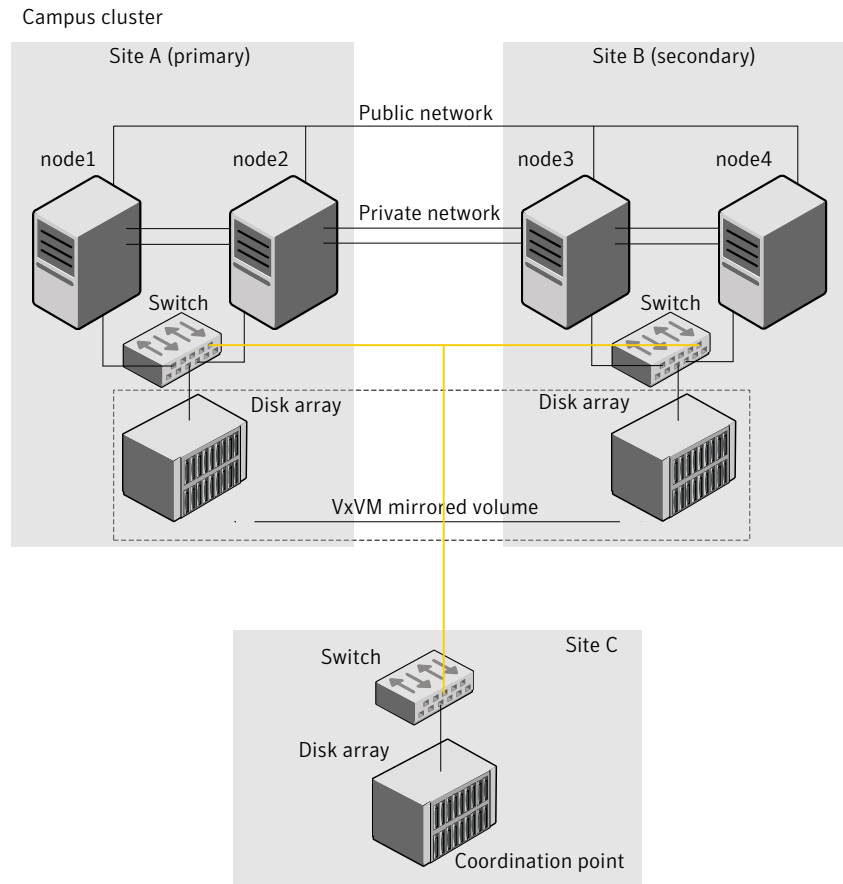 Campus cluster
Site A (primary)
Site B (secondary)
Public network
node1
node2
node3
node4
Private network
Switch
Switch
Disk array
Disk array
VxVM mirrored volume
Site C
Switch
Disk array
Coordination point